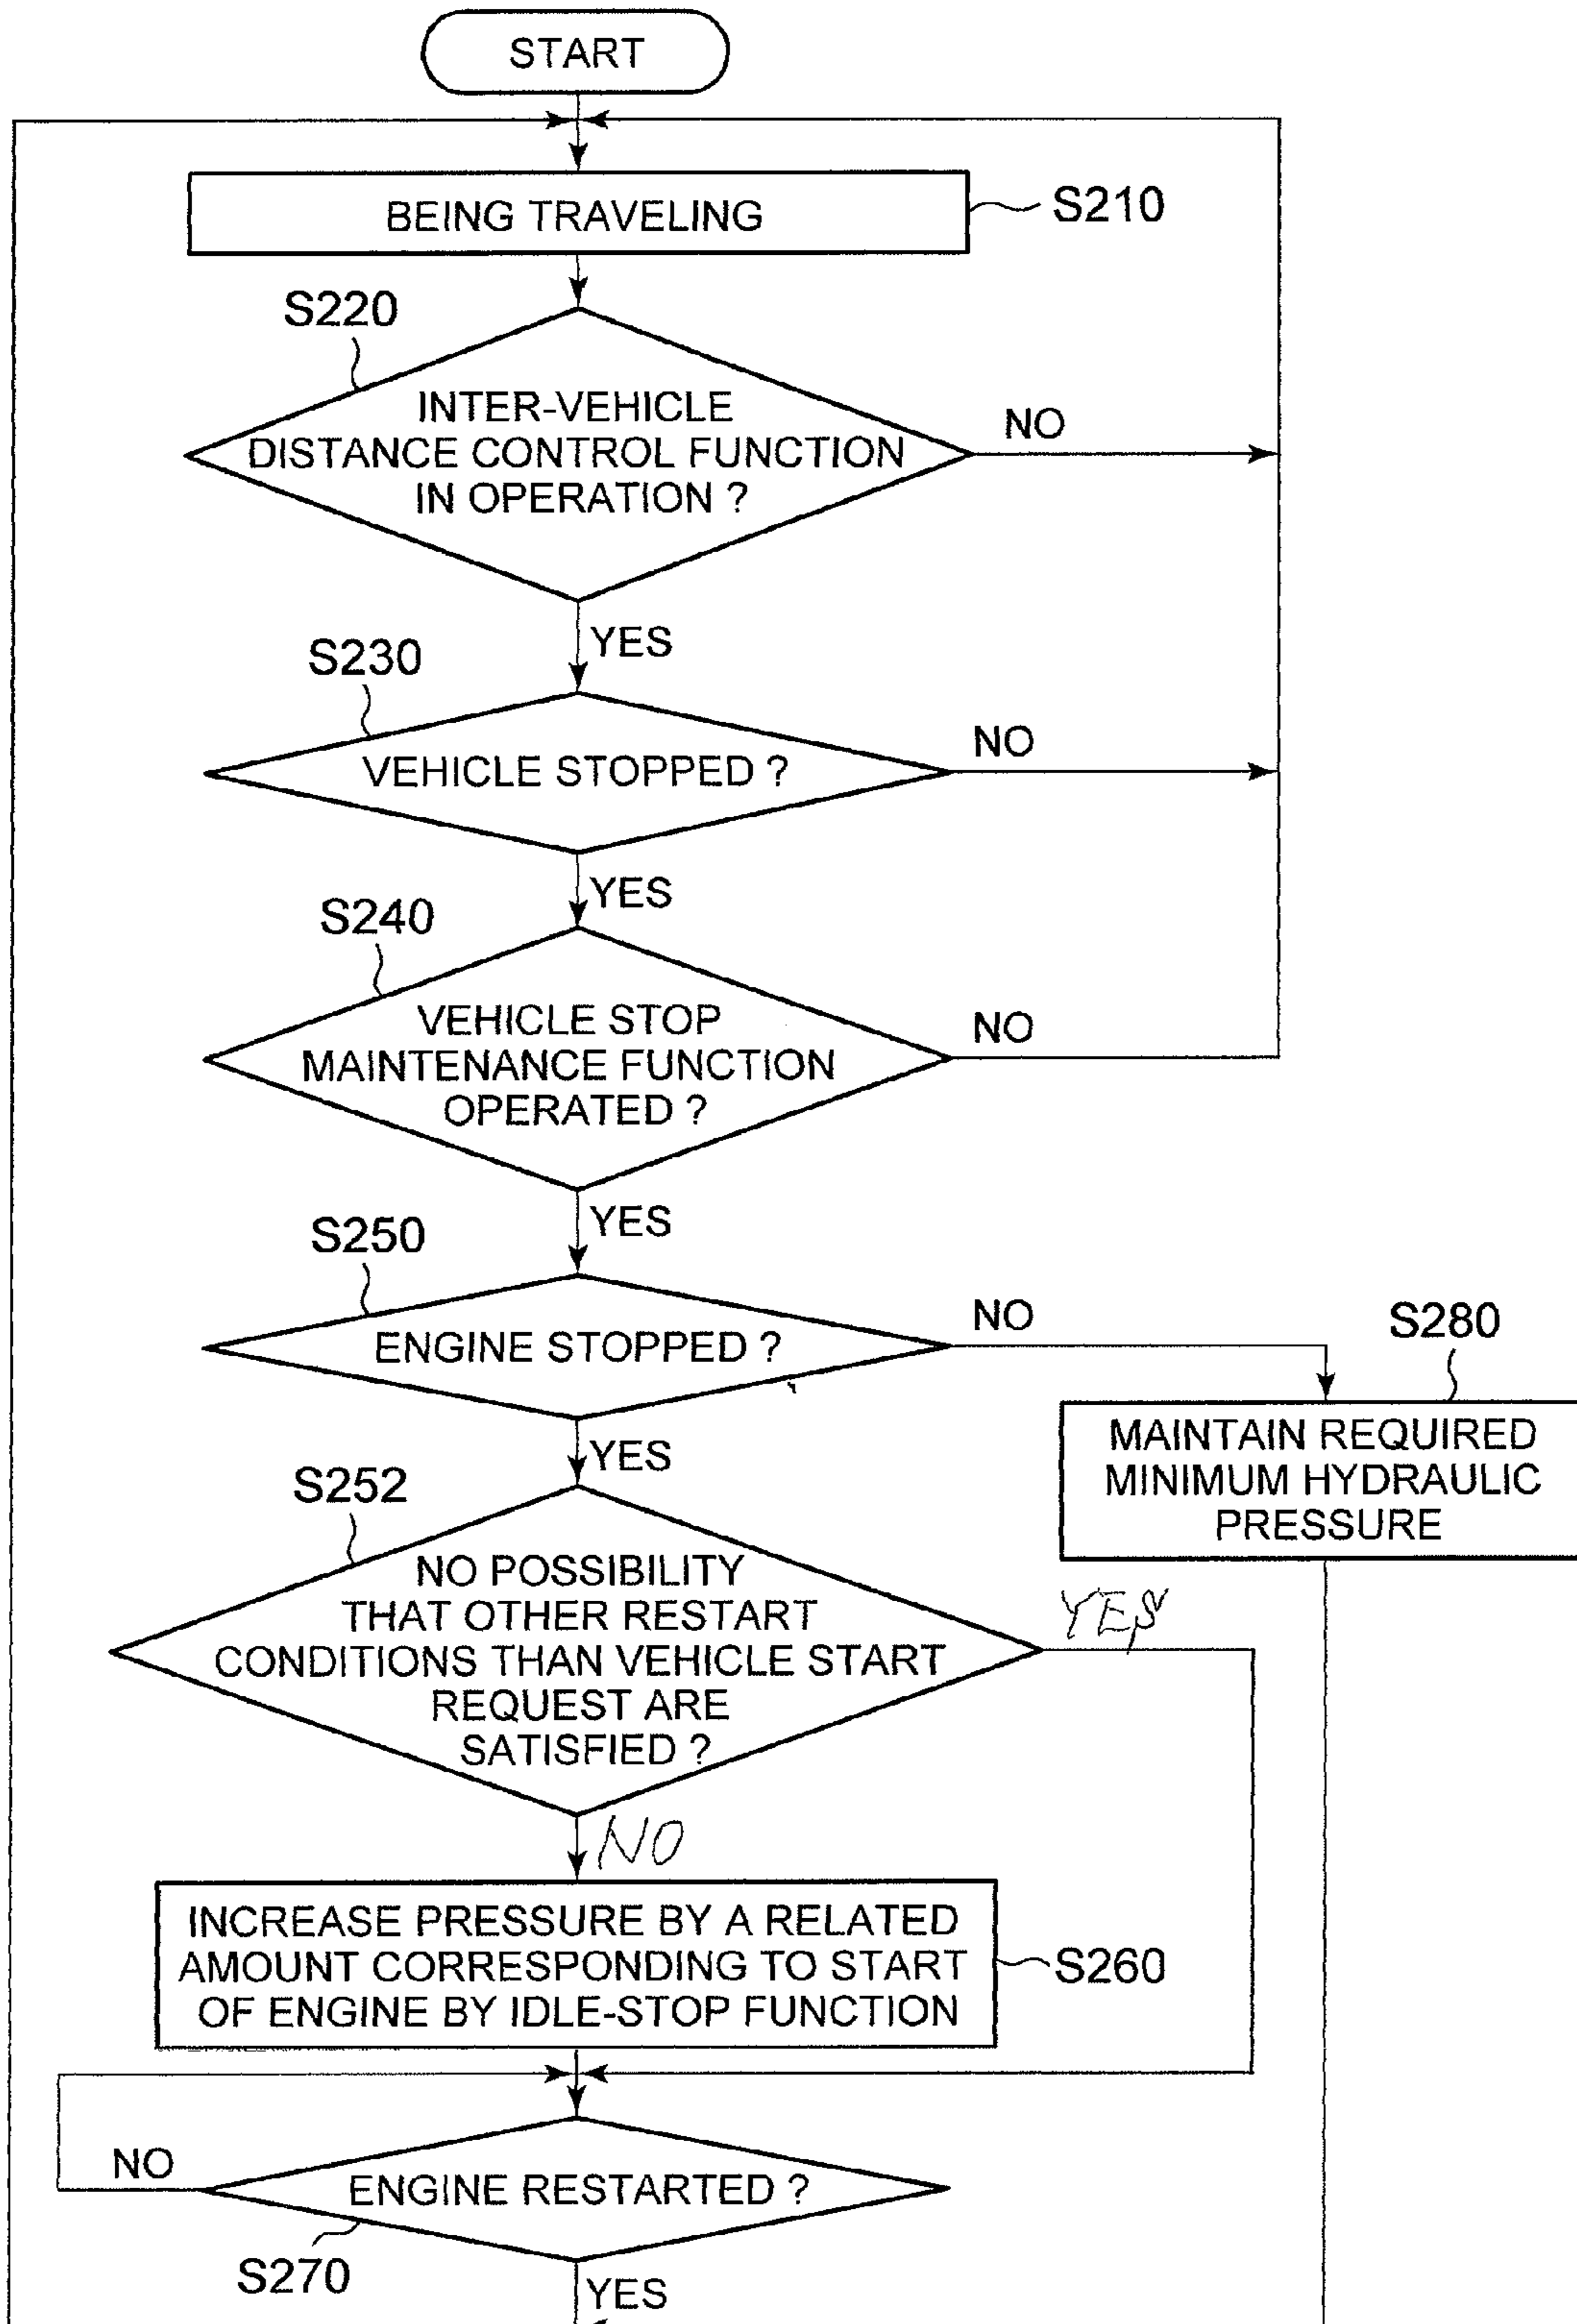 START
BEING TRAVELING
S210
S220
INTER-VEHICLE
DISTANCE CONTROL FUNCTION
IN OPERATION ?
NO
YES
S230
VEHICLE STOPPED ?
NO
YES
S240
VEHICLE STOP
MAINTENANCE FUNCTION
OPERATED ?
NO
YES
S250
ENGINE STOPPED ?
NO
S280
MAINTAIN REQUIRED
MINIMUM HYDRAULIC
PRESSURE
YES
S252
NO POSSIBILITY
THAT OTHER RESTART
CONDITIONS THAN VEHICLE START
REQUEST ARE
SATISFIED ?
YES
NO
INCREASE PRESSURE BY A RELATED
AMOUNT CORRESPONDING TO START
OF ENGINE BY IDLE-STOP FUNCTION
S260
NO
ENGINE RESTARTED ?
S270
YES